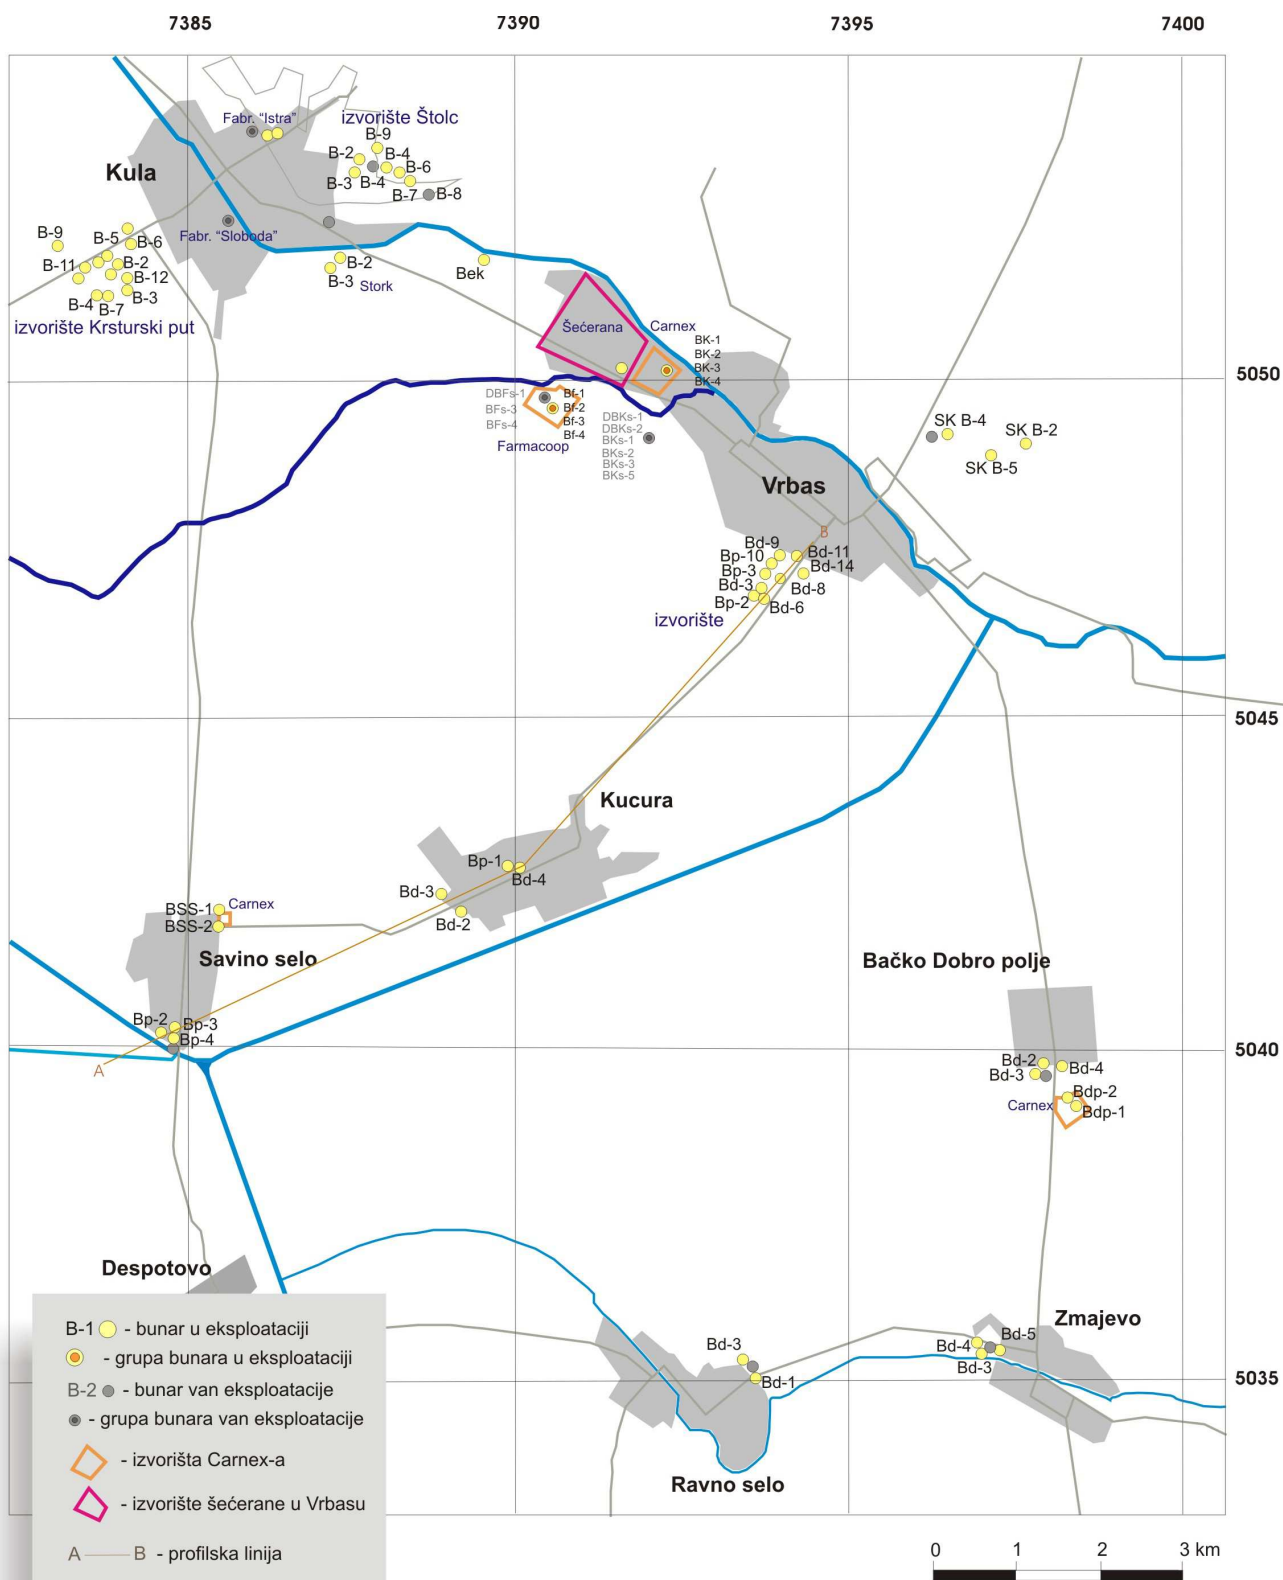 7385
7390
7395
7400
Fabr. “Istra”
izvorište Štolc
B-9
B-2
B-4
B-6
B-3
B-4
B-7
B-8
Kula
B-9
B-5
B-6
Fabr. “Sloboda”
B-11
B-2
B-12
B-4
B-7
B-3
izvorište Krsturski put
B-2
B-3
Stork
Bek
Šećerana
Carnex
BK-1
BK-2
BK-3
BK-4
5050
DBFs-1
BFs-3
BFs-4
Bf-1
Bf-2
Bf-3
Bf-4
Farmacoop
DBKs-1
DBKs-2
BKs-1
BKs-2
BKs-3
BKs-5
SK B-4
SK B-2
SK B-5
Vrbas
B
Bd-9
Bp-10
Bd-11
Bp-3
Bd-14
Bd-3
Bd-8
Bp-2
Bd-6
izvorište
5045
Kucura
Bp-1
Bd-4
Bd-3
Bd-2
BSS-1
Carnex
BSS-2
Savino selo
Bačko Dobro polje
Bp-2
Bp-3
Bp-4
A
5040
Bd-2
Bd-4
Bd-3
Bdp-2
Carnex
Bdp-1
Despotovo
Zmajevo
Bd-3
Bd-1
Bd-5
Bd-4
Bd-3
5035
Ravno selo
B-1 - bunar u eksploataciji
- grupa bunara u eksploataciji
B-2 - bunar van eksploatacije
- grupa bunara van eksploatacije
- izvorišta Carnex-a
- izvorište šećerane u Vrbasu
A B - profilska linija
0 1 2 3 km